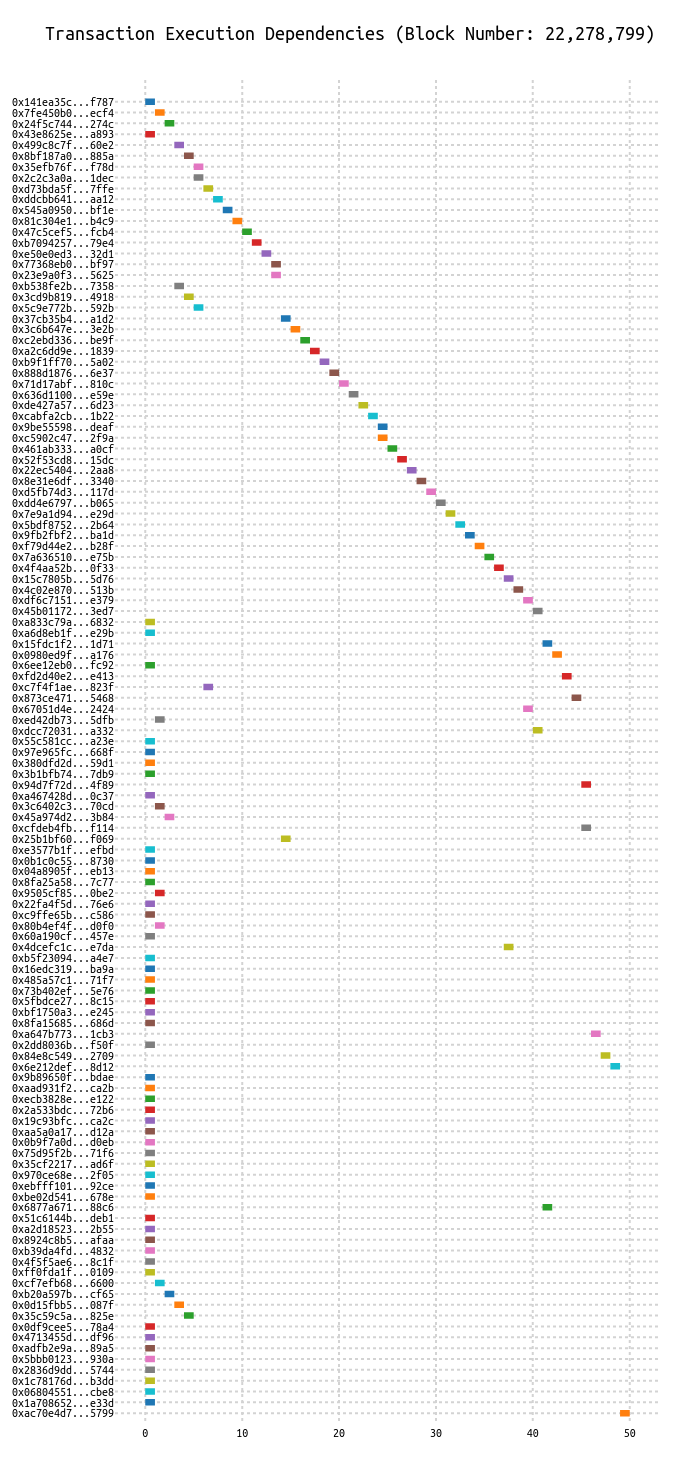 Transaction Execution Dependencies (Block Number: 22,278,799)
0x141ea35c...f787
0x7fe450b0...ecf4
0x24f5c744...274c
0x43e8625e...a893
0x499c8c7f...60e2
0x8bf187a0...885a
0x35efb76f...f78d
0x2c2c3a0a...1dec
0xd73bda5f...7ffe
0xddcbb641...aa12
0x545a0950...bf1e
0x81c304e1...b4c9
0x47c5cef5...fcb4
0xb7094257...79e4
0xe50e0ed3...32d1
0x77368eb0...bf97
0x23e9a0f3...5625
0xb538fe2b...7358
0x3cd9b819...4918
0x5c9e772b...592b
0x37cb35b4...a1d2
0x3c6b647e...3e2b
0xc2ebd336...be9f
0xa2c6dd9e...1839
0xb9f1ff70...5a02
0x888d1876...6e37
0x71d17abf...810c
0x636d1100...e59e
0xde427a57...6d23
0xcabfa2cb...1b22
0x9be55598...deaf
0xc5902c47...2f9a
0x461ab333...a0cf
0x52f53cd8...15dc
0x22ec5404...2aa8
0x8e31e6df...3340
0xd5fb74d3...117d
0xdd4e6797...b065
0x7e9a1d94...e29d
0x5bdf8752...2b64
0x9fb2fbf2...ba1d
0xf79d44e2...b28f
0x7a636510...e75b
0x4f4aa52b...0f33
0x15c7805b...5d76
0x4c02e870...513b
0xdf6c7151...e379
0x45b01172...3ed7
0xa833c79a...6832
0xa6d8eb1f...e29b
0x15fdc1f2...1d71
0x0980ed9f...a176
0x6ee12eb0...fc92
0xfd2d40e2...e413
0xc7f4f1ae...823f
0x873ce471...5468
0x67051d4e...2424
0xed42db73...5dfb
0xdcc72031...a332
0x55c581cc...a23e
0x97e965fc...668f
0x380dfd2d...59d1
0x3b1bfb74...7db9
0x94d7f72d...4f89
0xa467428d...0c37
0x3c6402c3...70cd
0x45a974d2...3b84
0xcfdeb4fb...f114
0x25b1bf60...f069
0xe3577b1f...efbd
0x0b1c0c55...8730
0x04a8905f...eb13
0x8fa25a58...7c77
0x9505cf85...0be2
0x22fa4f5d...76e6
0xc9ffe65b...c586
0x80b4ef4f...d0f0
0x60a190cf...457e
0x4dcefc1c...e7da
0xb5f23094...a4e7
0x16edc319...ba9a
0x485a57c1...71f7
0x73b402ef...5e76
0x5fbdce27...8c15
0xbf1750a3...e245
0x8fa15685...686d
0xa647b773...1cb3
0x2dd8036b...f50f
0x84e8c549...2709
0x6e212def...8d12
0x9b89650f...bdae
0xaad931f2...ca2b
0xecb3828e...e122
0x2a533bdc...72b6
0x19c93bfc...ca2c
0xaa5a0a17...d12a
0x0b9f7a0d...d0eb
0x75d95f2b...71f6
0x35cf2217...ad6f
0x970ce68e...2f05
0xebfff101...92ce
0xbe02d541...678e
0x6877a671...88c6
0x51c6144b...deb1
0xa2d18523...2b55
0x8924c8b5...afaa
0xb39da4fd...4832
0x4f5f5ae6...8c1f
0xff0fda1f...0109
0xcf7efb68...6600
0xb20a597b...cf65
0x0d15fbb5...087f
0x35c59c5a...825e
0x0df9cee5...78a4
0x4713455d...df96
0xadfb2e9a...89a5
0x5bbb0123...930a
0x2836d9dd...5744
0x1c78176d...b3dd
0x06804551...cbe8
0x1a708652...e33d
0xac70e4d7...5799
0 10 20 30 40 50